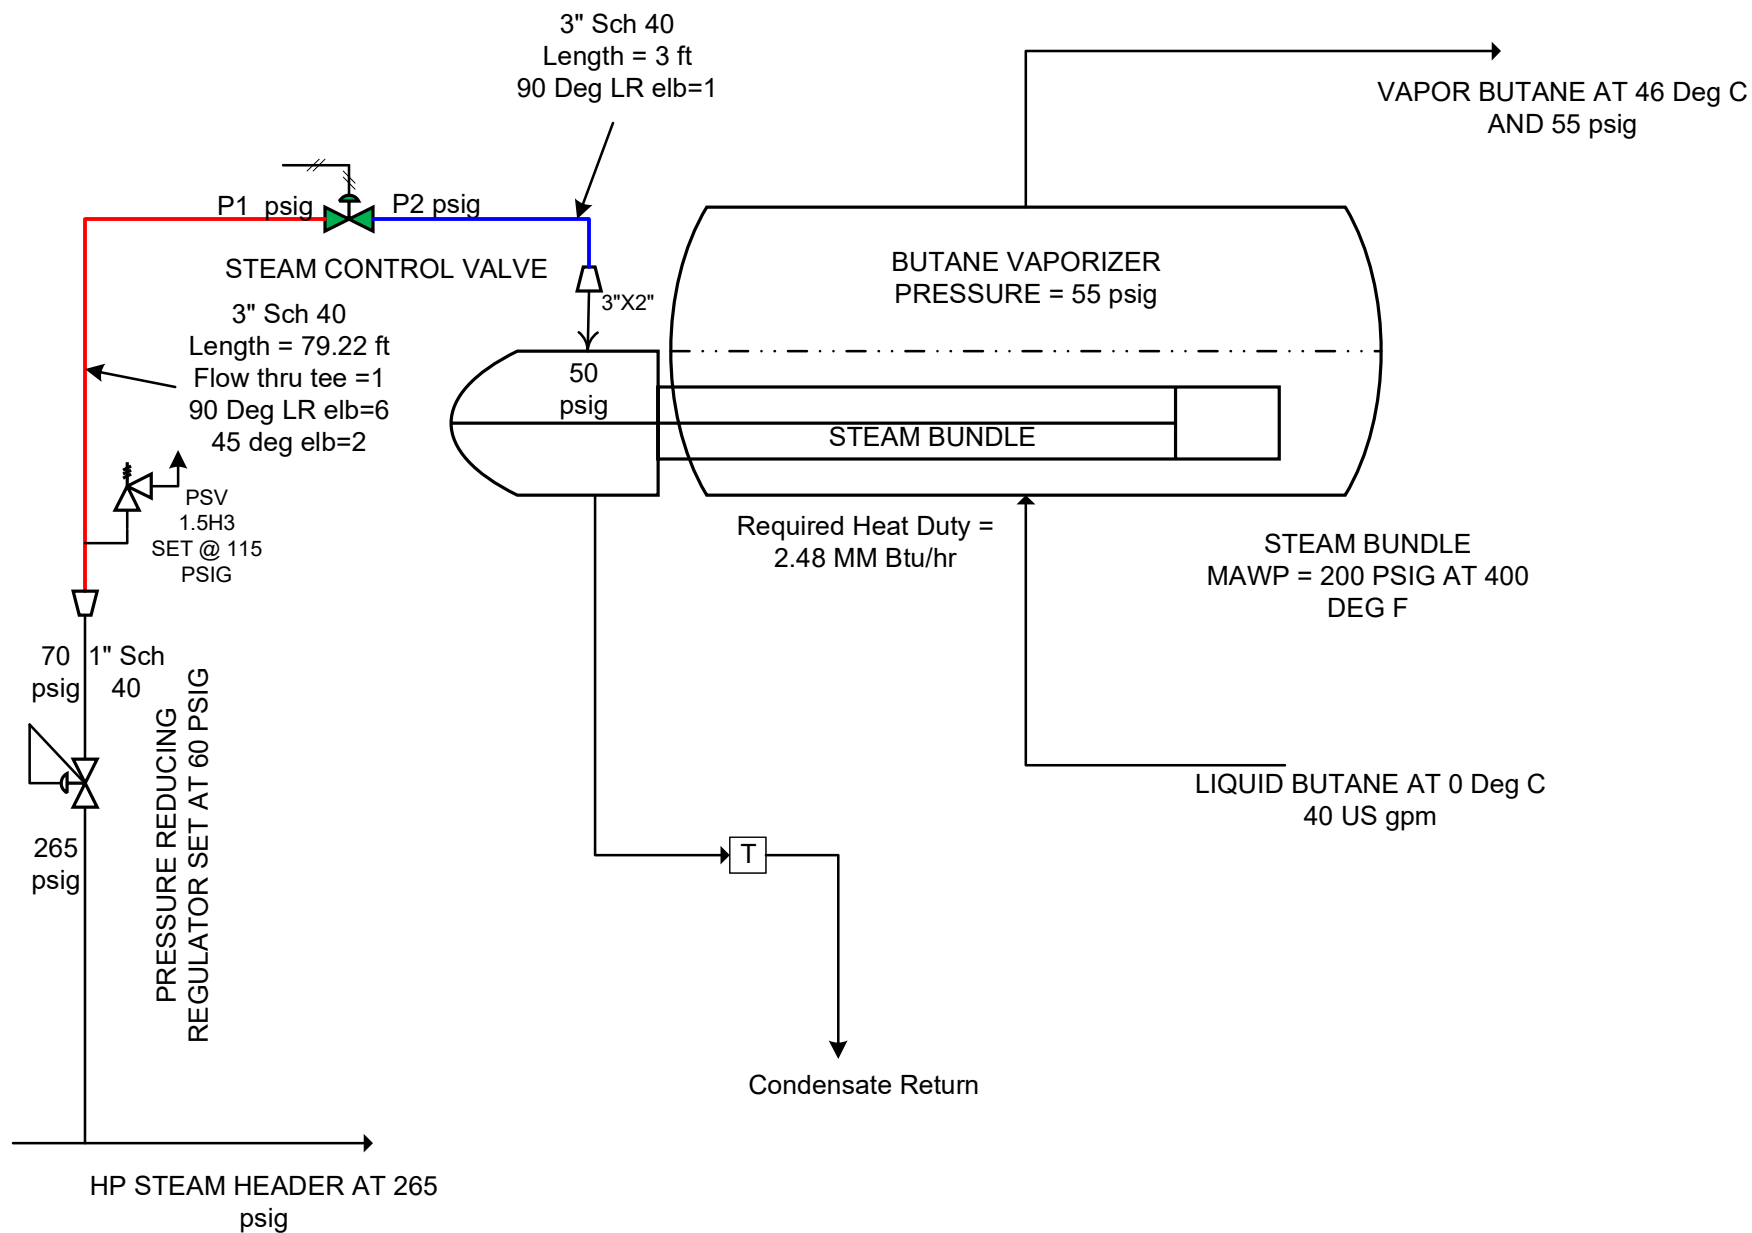 3" Sch 40
Length = 3 ft
90 Deg LR elb=1
VAPOR BUTANE AT 46 Deg C
AND 55 psig
P1 psig
P2 psig
STEAM CONTROL VALVE
BUTANE VAPORIZER
PRESSURE = 55 psig
3"X2"
3" Sch 40
Length = 79.22 ft
Flow thru tee =1
90 Deg LR elb=6
45 deg elb=2
50
psig
STEAM BUNDLE
PSV
1.5H3
SET @ 115
PSIG
Required Heat Duty =
2.48 MM Btu/hr
STEAM BUNDLE
MAWP = 200 PSIG AT 400
DEG F
70
psig
1" Sch
40
PRESSURE REDUCING
REGULATOR SET AT 60 PSIG
LIQUID BUTANE AT 0 Deg C
40 US gpm
265
psig
T
Condensate Return
HP STEAM HEADER AT 265
psig